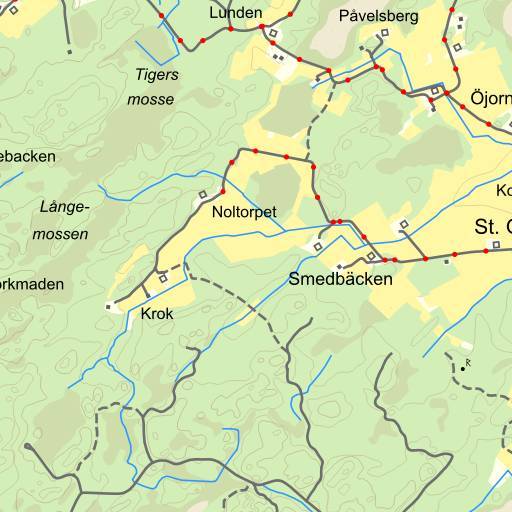 Lunden
Påvelsberg
Tigers
mosse
Öjorn
ebacken
Långe-
mossen
Noltorpet
Ko
St. 
Smedbäcken
orkmaden
Krok
R